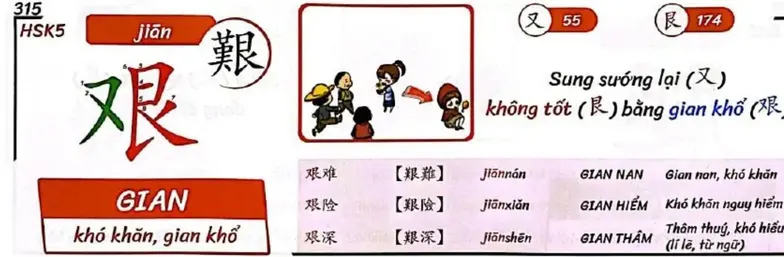 315
HSK5
jiān
艰
艱
GIAN
khó khăn, gian khổ
又 55
艮 174
Sung sướng lại (又)
không tốt (艮) bằng gian khổ (艰)
艰难 【艱難】 jiānnán GIAN NAN Gian nan, khó khăn
艰险 【艱險】 jiānxiǎn GIAN HIỂM Khó khăn nguy hiểm
艰深 【艱深】 jiānshēn GIAN THÂM Thâm thuý, khó hiểu
(lí lẽ, từ ngữ)